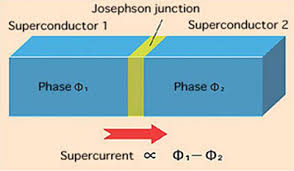 Josephson junction
Superconductor 1 Superconductor 2
Phase Φ₁ Phase Φ₂
Supercurrent ∝ Φ₁−Φ₂